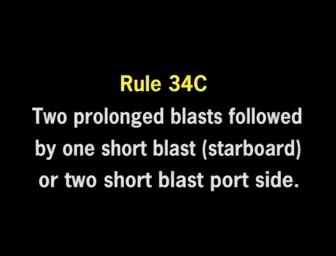 Rule 34C
Two prolonged blasts followed
by one short blast (starboard)
or two short blast port side.